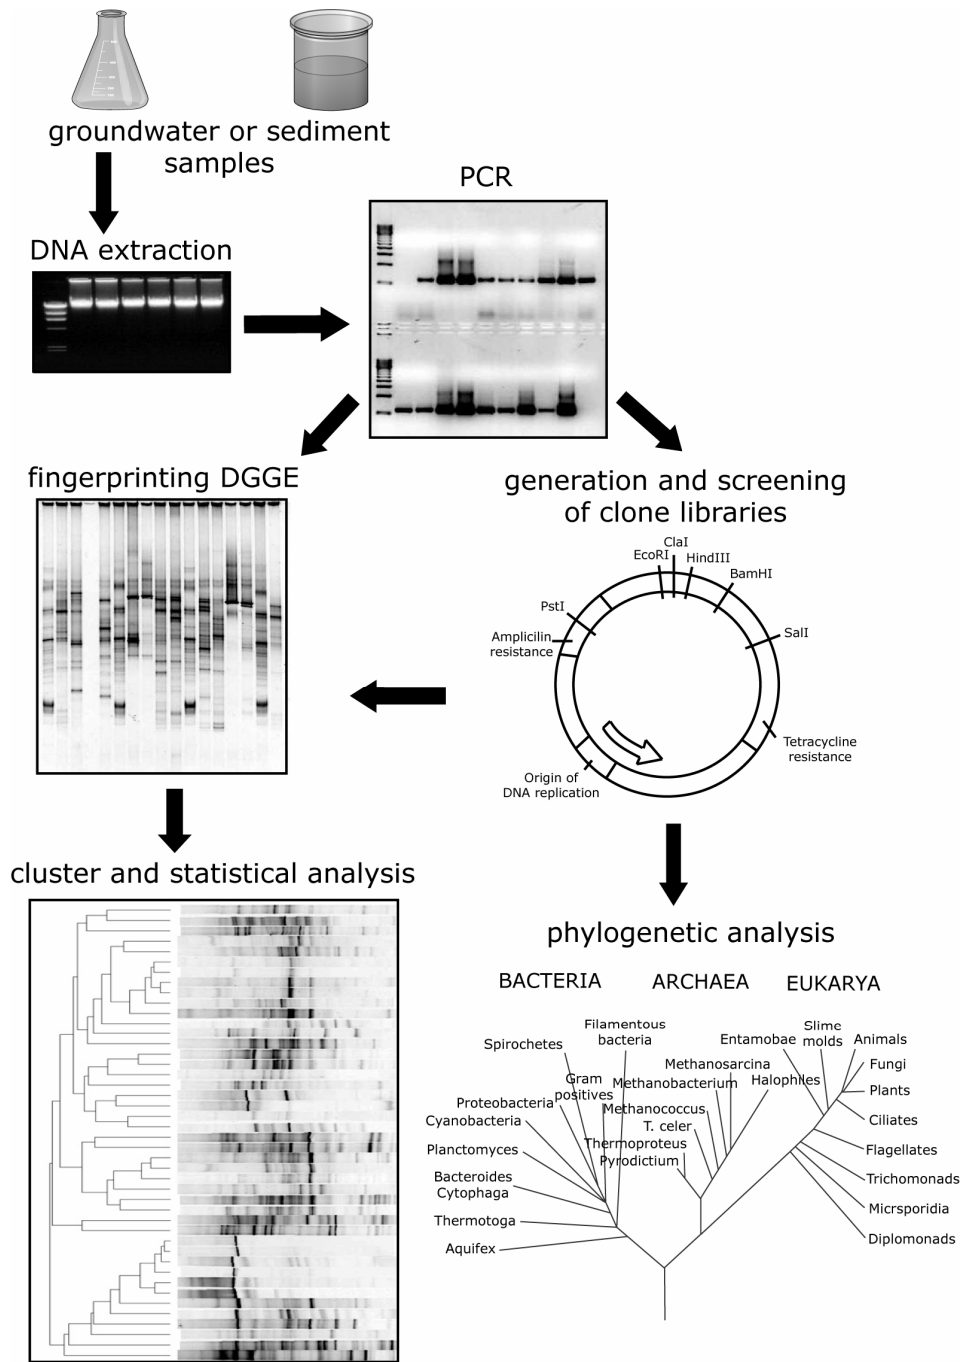 groundwater or sediment
samples
PCR
DNA extraction
fingerprinting DGGE
generation and screening
of clone libraries
ClaI
EcoRI
HindIII
BamHI
PstI
SalI
Amplicilin
resistance
Tetracycline
resistance
Origin of
DNA replication
cluster and statistical analysis
phylogenetic analysis
BACTERIA
ARCHAEA
EUKARYA
Filamentous
bacteria
Spirochetes
Gram
positives
Proteobacteria
Cyanobacteria
Planctomyces
Bacteroides
Cytophaga
Thermotoga
Aquifex
Methanosarcina
Methanobacterium
Halophiles
Methanococcus
T. celer
Thermoproteus
Pyrodictium
Entamobae
Slime
molds
Animals
Fungi
Plants
Ciliates
Flagellates
Trichomonads
Micrsporidia
Diplomonads